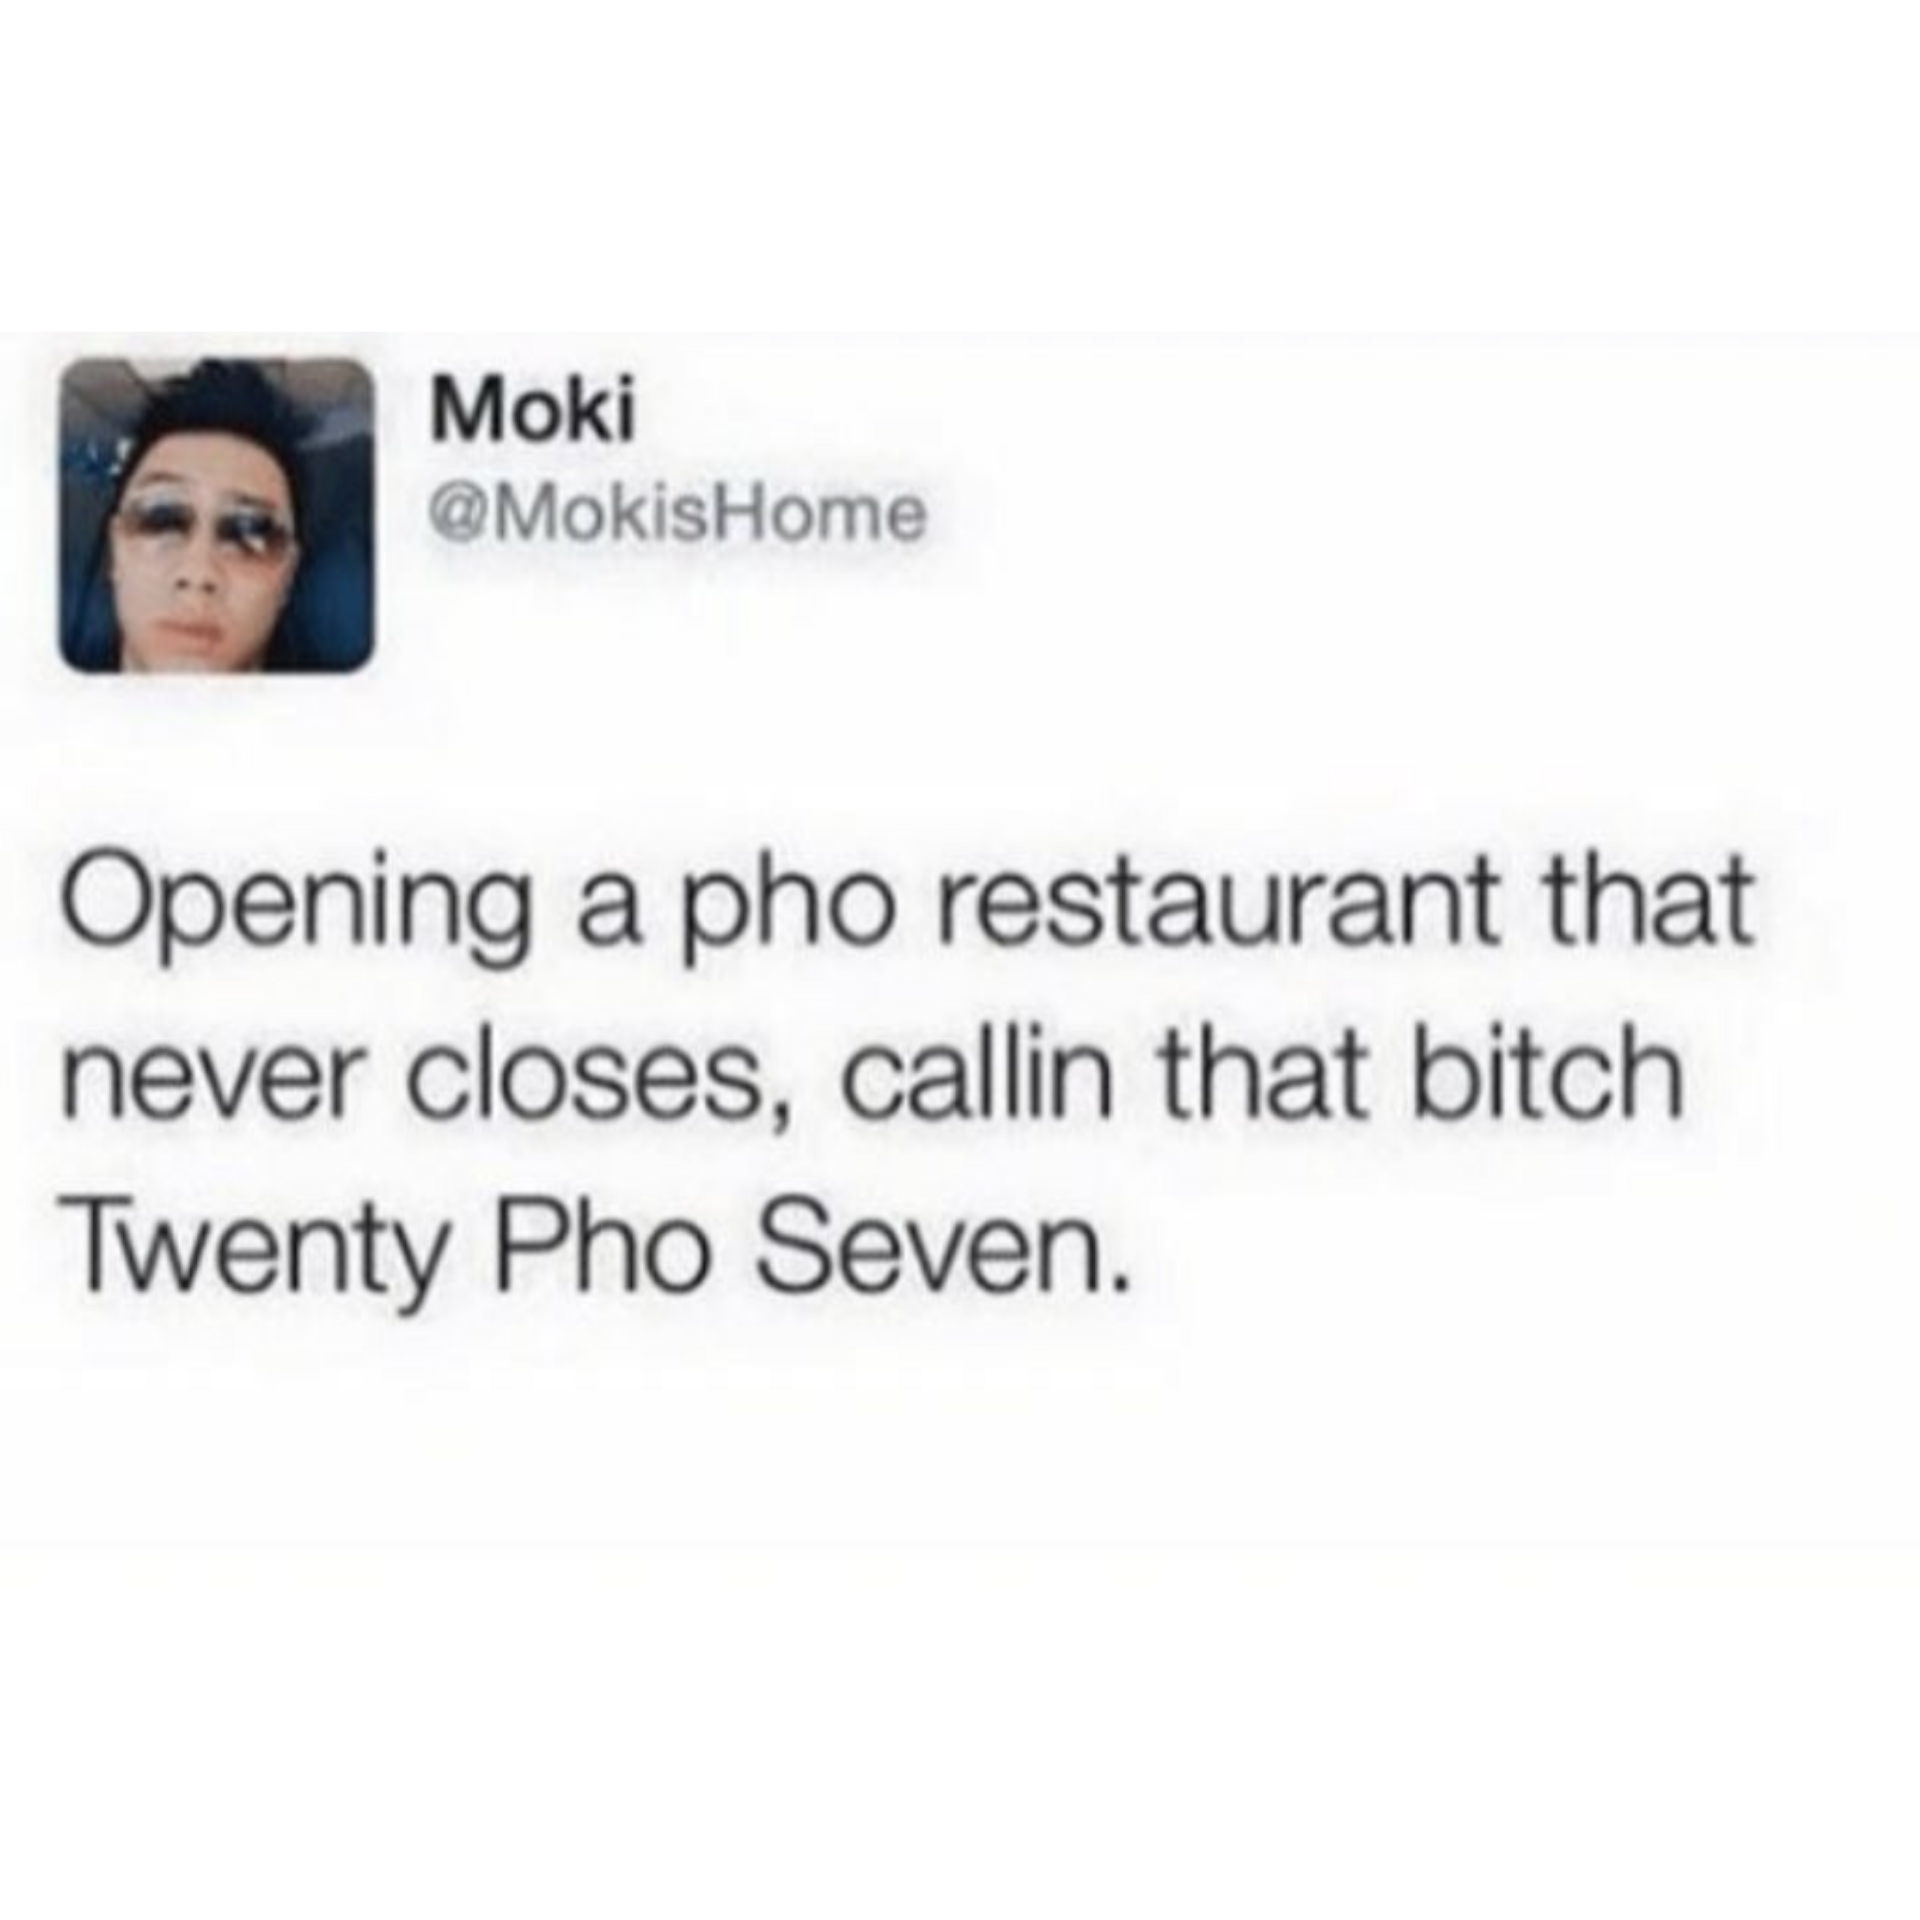 Moki
@MokisHome
Opening a pho restaurant that
never closes, callin that bitch
Twenty Pho Seven.